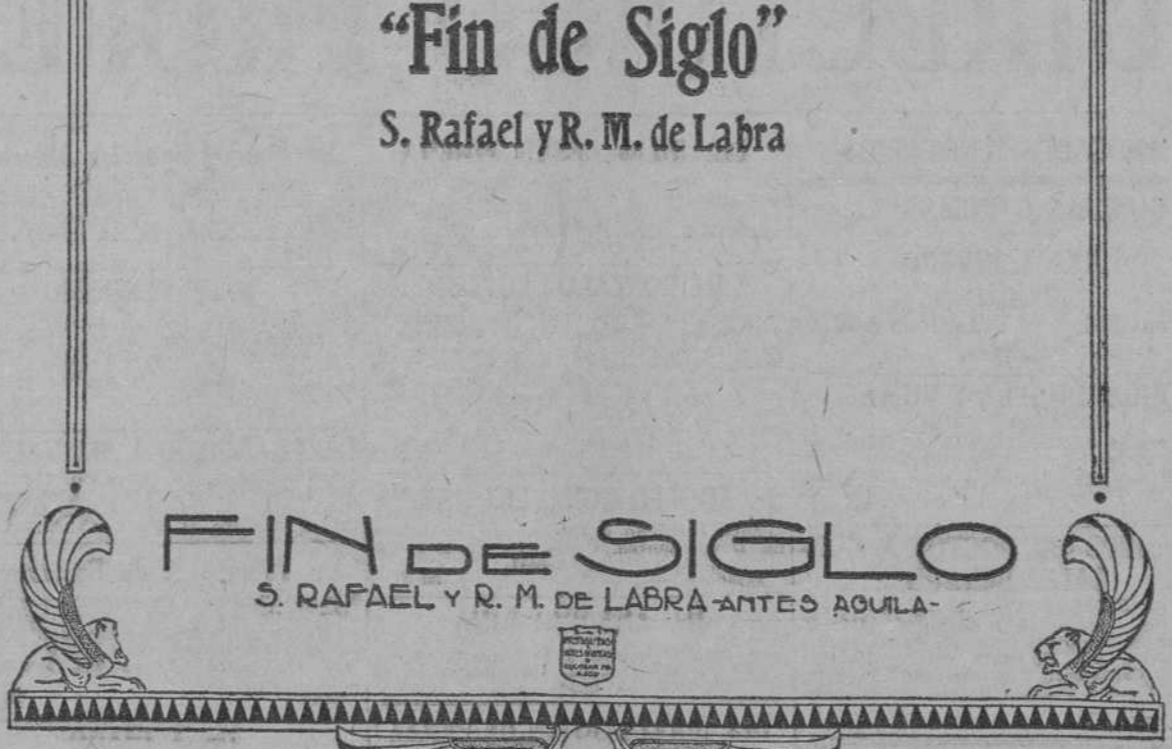 “Fin de Siglo”
S. Rafael y R. M. de Labra
FIN DE SIGLO
S. RAFAEL Y R. M. DE LABRA -ANTES AGUILA-